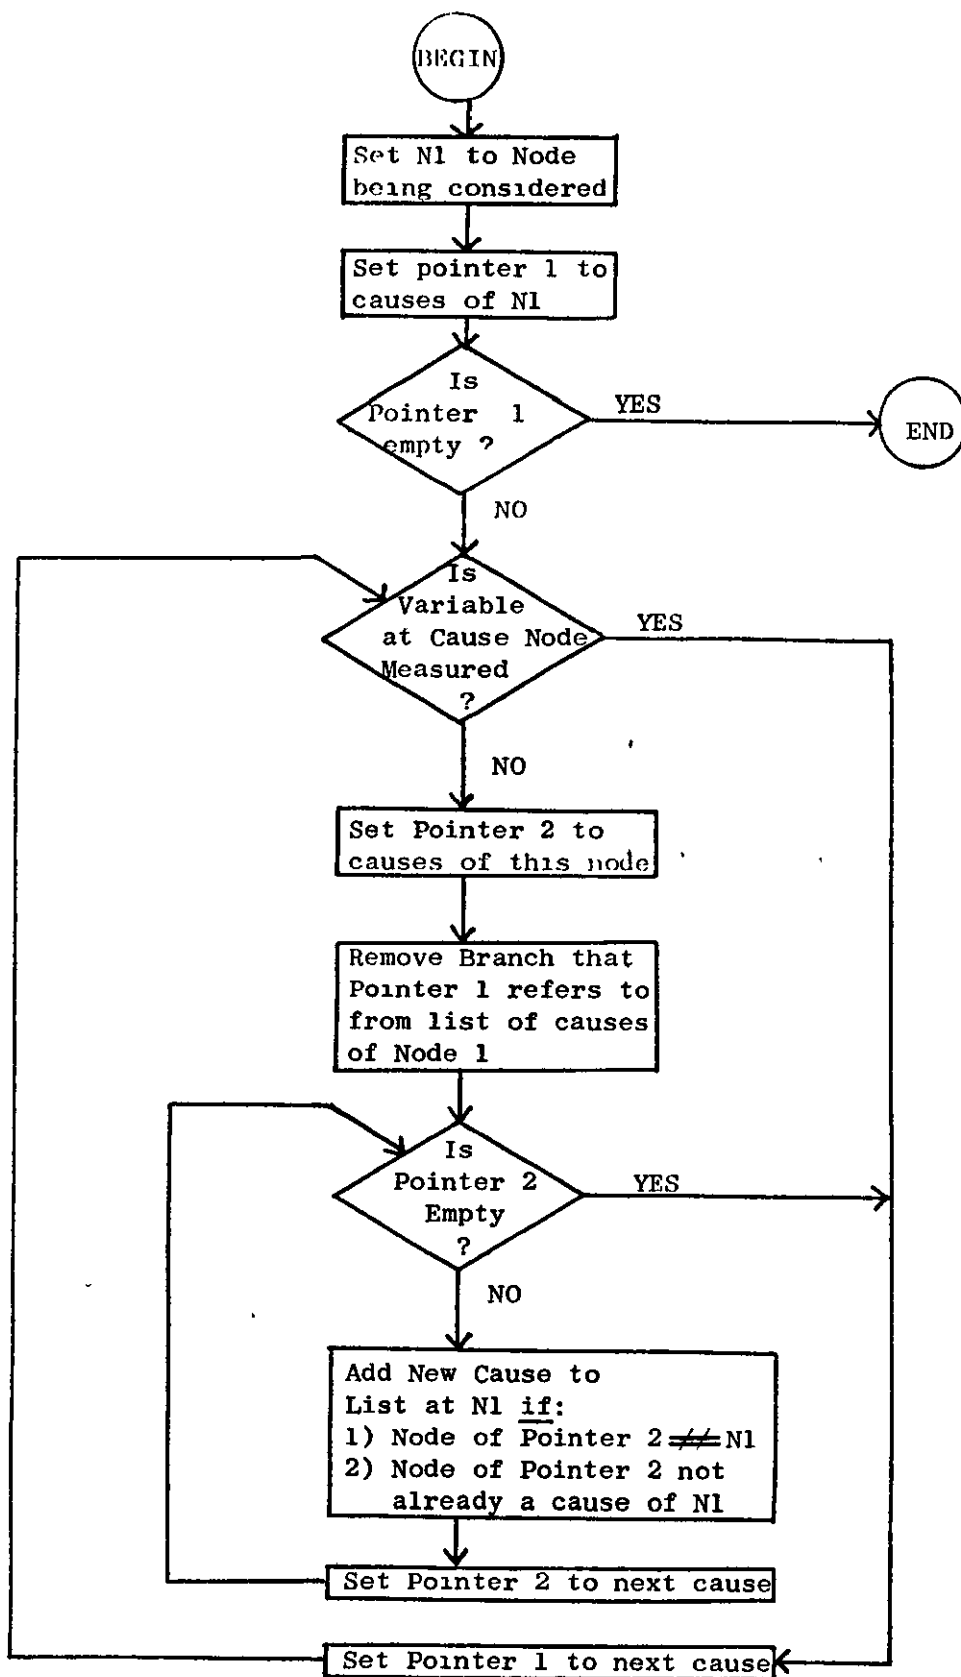 BEGIN
Set N1 to Node
being considered
Set pointer 1 to
causes of N1
Is
Pointer 1
empty ?
YES
END
NO
Is
Variable
at Cause Node
Measured
?
YES
NO
Set Pointer 2 to
causes of this node
Remove Branch that
Pointer 1 refers to
from list of causes
of Node 1
Is
Pointer 2
Empty
?
YES
NO
Add New Cause to
List at N1 if:
1) Node of Pointer 2 ≠ N1
2) Node of Pointer 2 not
already a cause of N1
Set Pointer 2 to next cause
Set Pointer 1 to next cause